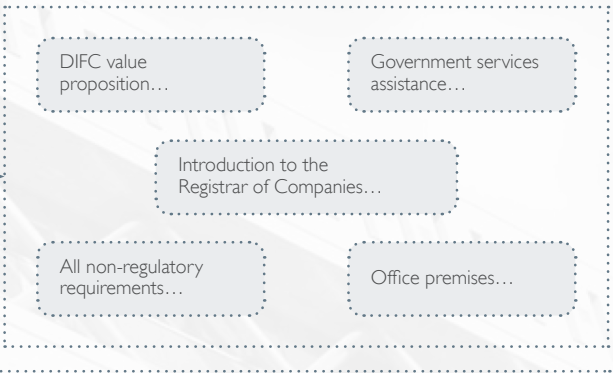 DIFC value
proposition…
Government services
assistance…
Introduction to the
Registrar of Companies…
All non-regulatory
requirements…
Office premises…